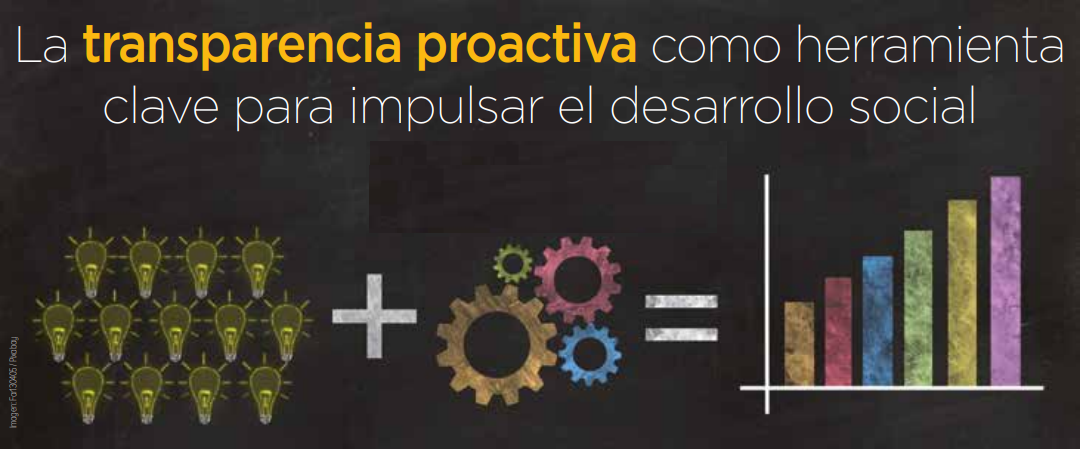 La transparencia proactiva como herramienta
clave para impulsar el desarrollo social